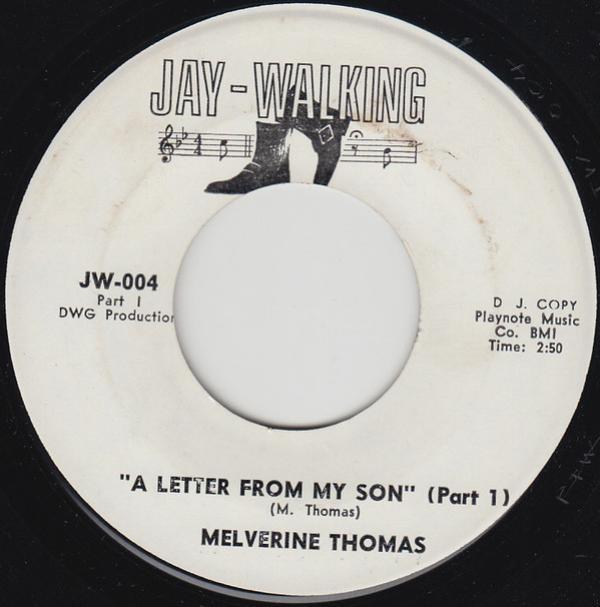 JAY-WALKING
JW-004
Part I
DWG Production
D J. COPY
Playnote Music
Co. BMI
Time: 2:50
"A LETTER FROM MY SON" (Part 1)
(M. Thomas)
MELVERINE THOMAS